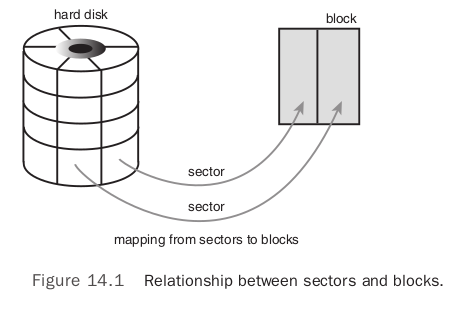 hard disk
block
sector
sector
mapping from sectors to blocks
Figure 14.1 Relationship between sectors and blocks.